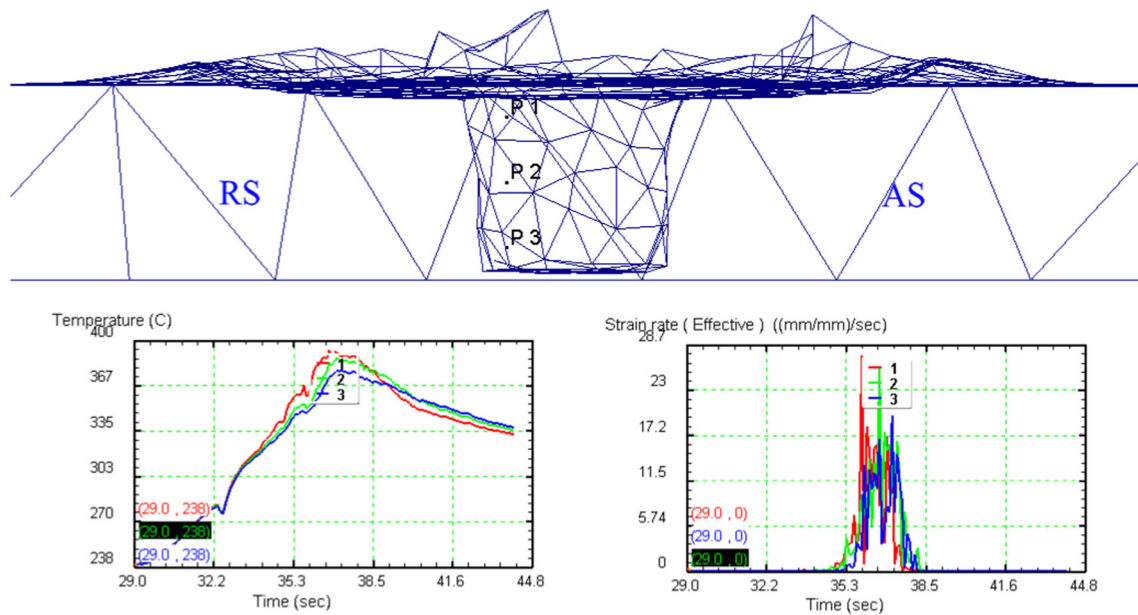 P 1
P 2
RS
AS
P 3
Temperature (C)
400
367
335
303
270
238
1
2
3
(29.0 , 238)
(29.0 , 238)
(29.0 , 238)
29.0 32.2 35.3 38.5 41.6 44.8
Time (sec)
Strain rate ( Effective ) ((mm/mm)/sec)
28.7
23
17.2
11.5
5.74
0
1
2
3
(29.0 , 0)
(29.0 , 0)
(29.0 , 0)
29.0 32.2 35.3 38.5 41.6 44.8
Time (sec)